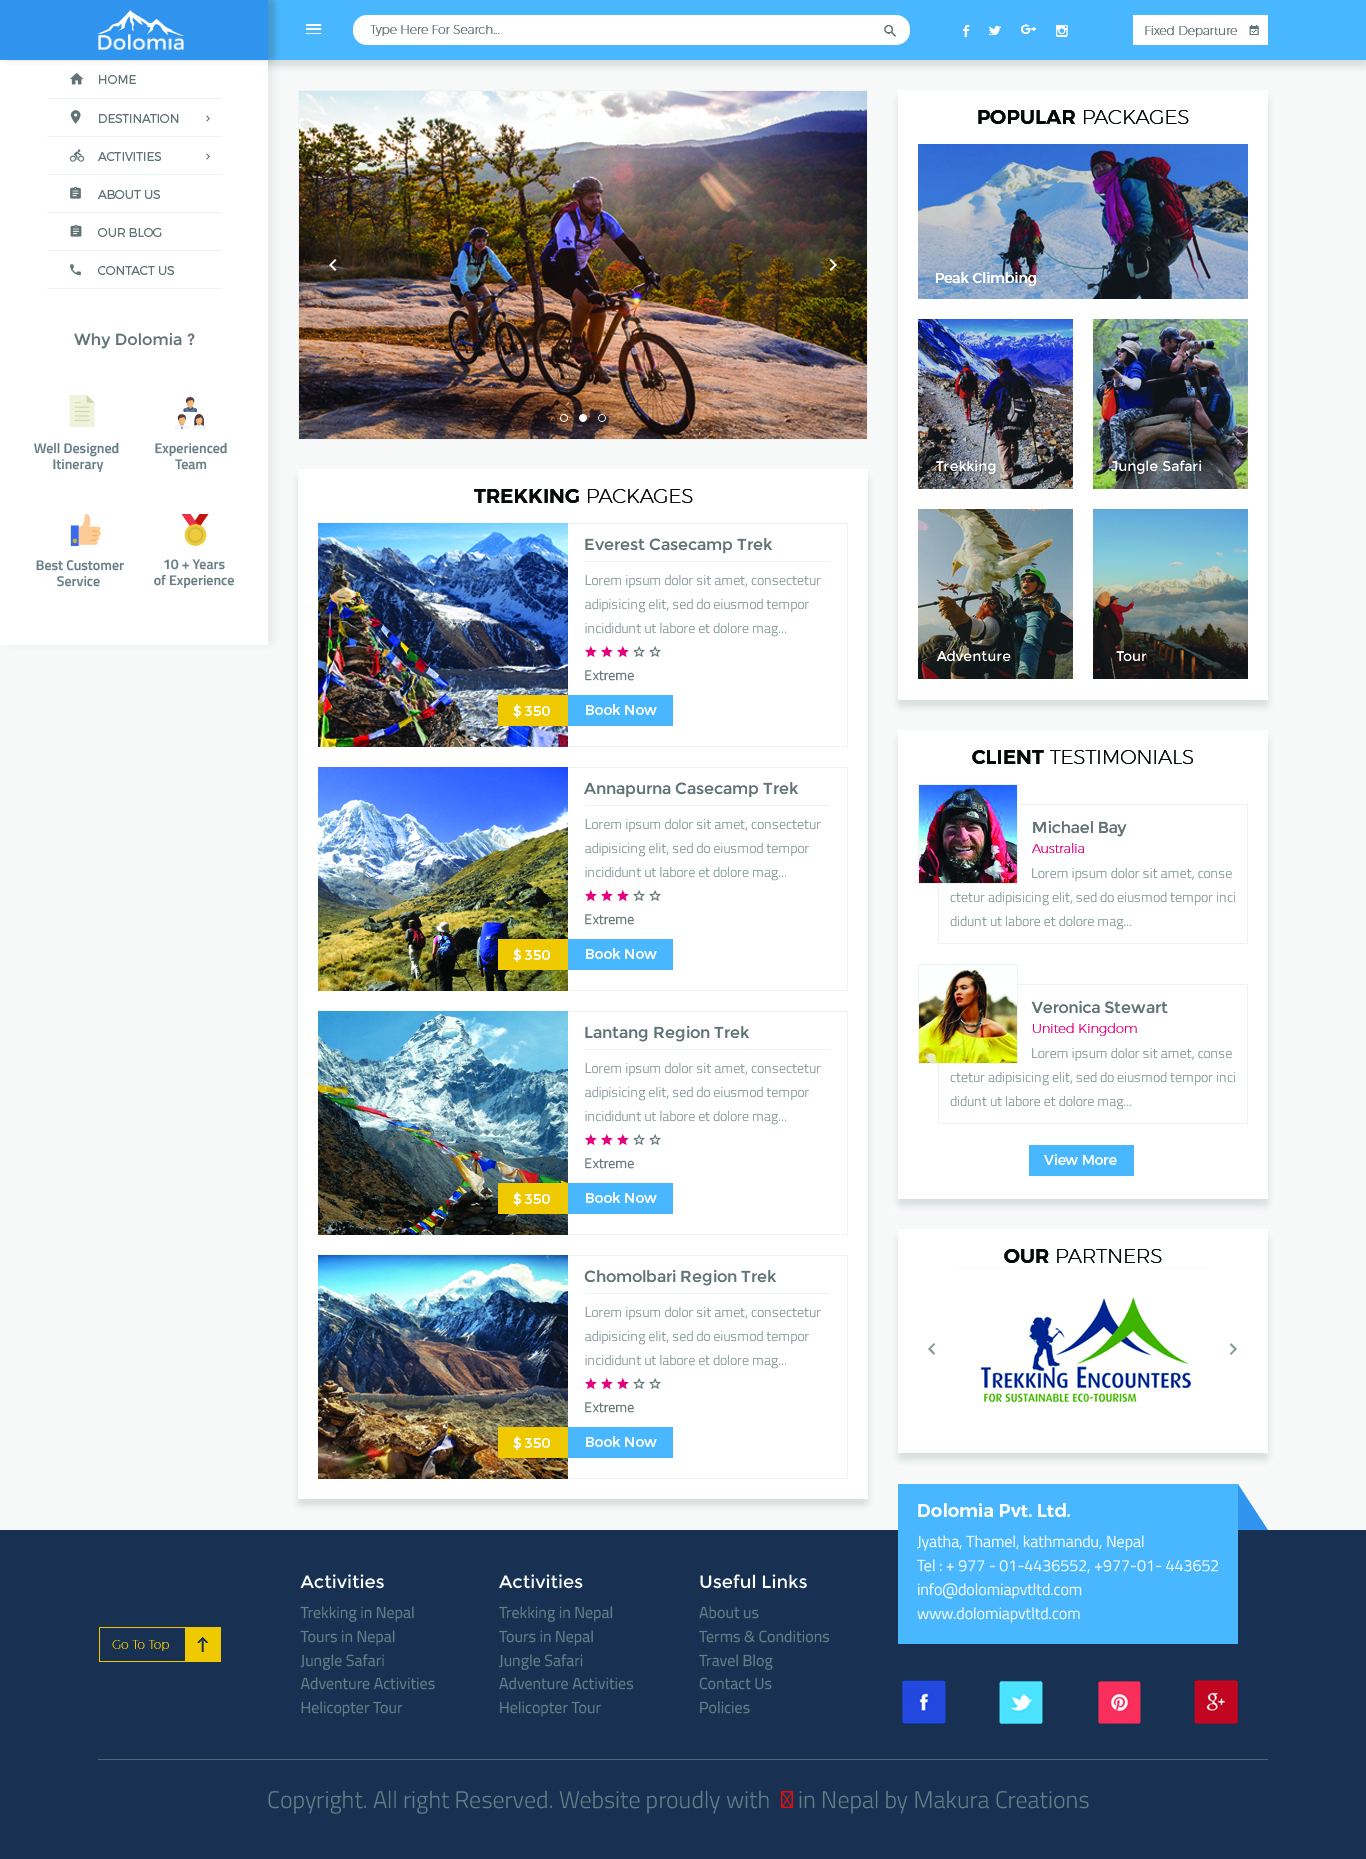 Dolomia
Type Here For Search...
Fixed Departure
HOME
DESTINATION
ACTIVITIES
ABOUT US
OUR BLOG
CONTACT US
Why Dolomia ?
Well Designed
Itinerary
Experienced
Team
Best Customer
Service
10 + Years
of Experience
TREKKING PACKAGES
Everest Casecamp Trek
Lorem ipsum dolor sit amet, consectetur
adipisicing elit, sed do eiusmod tempor
incididunt ut labore et dolore mag...
Extreme
$ 350
Book Now
Annapurna Casecamp Trek
Lorem ipsum dolor sit amet, consectetur
adipisicing elit, sed do eiusmod tempor
incididunt ut labore et dolore mag...
Extreme
$ 350
Book Now
Lantang Region Trek
Lorem ipsum dolor sit amet, consectetur
adipisicing elit, sed do eiusmod tempor
incididunt ut labore et dolore mag...
Extreme
$ 350
Book Now
Chomolbari Region Trek
Lorem ipsum dolor sit amet, consectetur
adipisicing elit, sed do eiusmod tempor
incididunt ut labore et dolore mag...
Extreme
$ 350
Book Now
POPULAR PACKAGES
Peak Climbing
Trekking
Jungle Safari
Adventure
Tour
CLIENT TESTIMONIALS
Michael Bay
Australia
Lorem ipsum dolor sit amet, conse
ctetur adipisicing elit, sed do eiusmod tempor inci
didunt ut labore et dolore mag...
Veronica Stewart
United Kingdom
Lorem ipsum dolor sit amet, conse
ctetur adipisicing elit, sed do eiusmod tempor inci
didunt ut labore et dolore mag...
View More
OUR PARTNERS
TREKKING ENCOUNTERS
FOR SUSTAINABLE ECO-TOURISM
Dolomia Pvt. Ltd.
Jyatha, Thamel, kathmandu, Nepal
Tel : + 977 - 01-4436552, +977-01- 443652
info@dolomiapvtltd.com
www.dolomiapvtltd.com
Go To Top
Activities
Trekking in Nepal
Tours in Nepal
Jungle Safari
Adventure Activities
Helicopter Tour
Activities
Trekking in Nepal
Tours in Nepal
Jungle Safari
Adventure Activities
Helicopter Tour
Useful Links
About us
Terms & Conditions
Travel Blog
Contact Us
Policies
Copyright. All right Reserved. Website proudly with in Nepal by Makura Creations